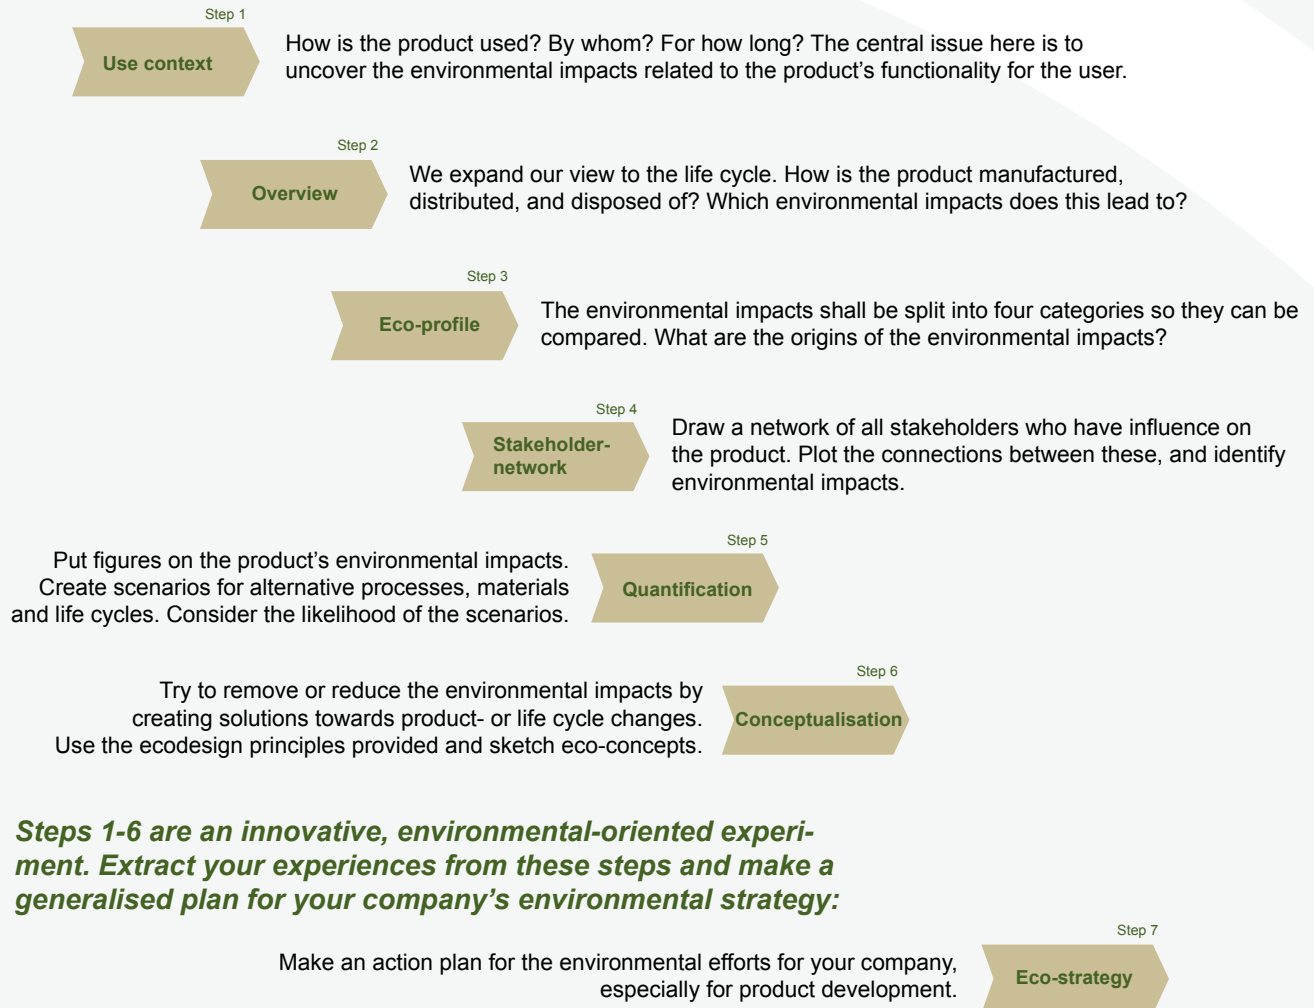 Step 1
Use context
How is the product used? By whom? For how long? The central issue here is to
uncover the environmental impacts related to the product's functionality for the user.
Step 2
Overview
We expand our view to the life cycle. How is the product manufactured,
distributed, and disposed of? Which environmental impacts does this lead to?
Step 3
Eco-profile
The environmental impacts shall be split into four categories so they can be
compared. What are the origins of the environmental impacts?
Step 4
Stakeholder-
network
Draw a network of all stakeholders who have influence on
the product. Plot the connections between these, and identify
environmental impacts.
Step 5
Quantification
Put figures on the product's environmental impacts.
Create scenarios for alternative processes, materials
and life cycles. Consider the likelihood of the scenarios.
Step 6
Conceptualisation
Try to remove or reduce the environmental impacts by
creating solutions towards product- or life cycle changes.
Use the ecodesign principles provided and sketch eco-concepts.
Steps 1-6 are an innovative, environmental-oriented experi-
ment. Extract your experiences from these steps and make a
generalised plan for your company's environmental strategy:
Step 7
Eco-strategy
Make an action plan for the environmental efforts for your company,
especially for product development.